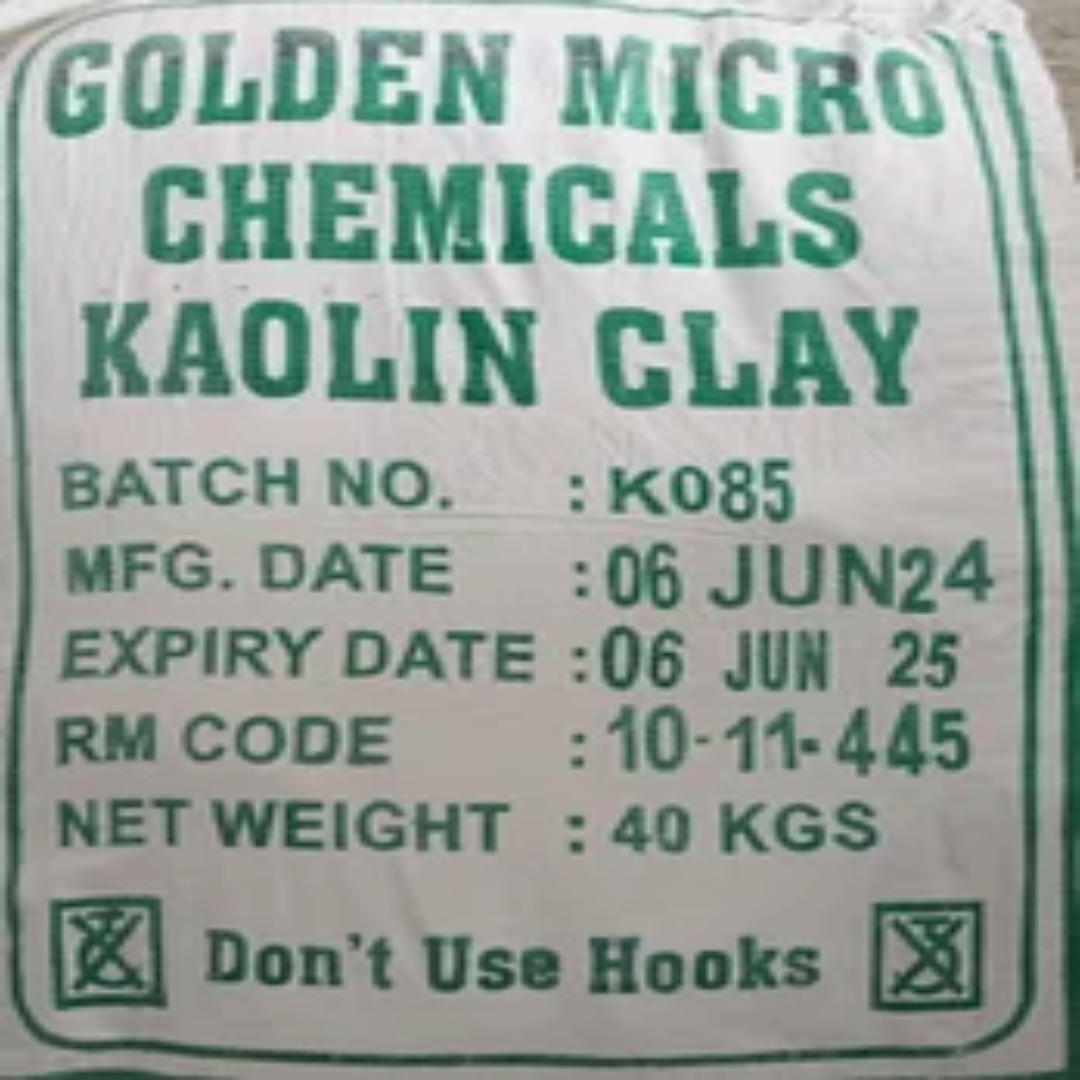 GOLDEN MICRO
CHEMICALS
KAOLIN CLAY
BATCH NO. : K085
MFG. DATE : 06 JUN24
EXPIRY DATE : 06 JUN 25
RM CODE : 10-11-445
NET WEIGHT : 40 KGS
Don't Use Hooks